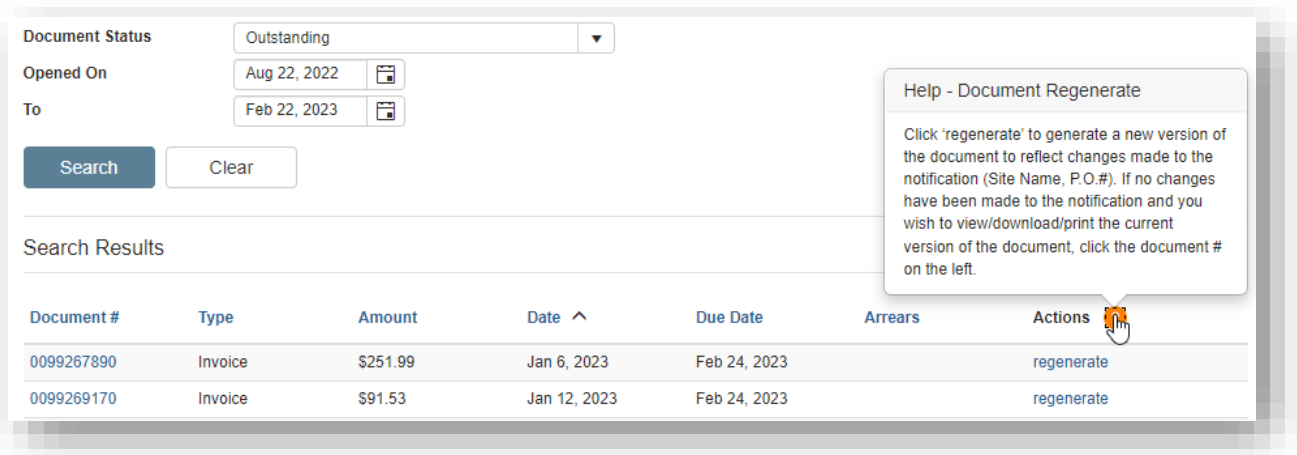 Document Status Outstanding
Opened On Aug 22, 2022
To Feb 22, 2023
Search Clear
Help - Document Regenerate
Click ‘regenerate’ to generate a new version of
the document to reflect changes made to the
notification (Site Name, P.O.#). If no changes
have been made to the notification and you
wish to view/download/print the current
version of the document, click the document #
on the left.
Search Results
Document # Type Amount Date Due Date Arrears Actions
0099267890 Invoice $251.99 Jan 6, 2023 Feb 24, 2023 regenerate
0099269170 Invoice $91.53 Jan 12, 2023 Feb 24, 2023 regenerate